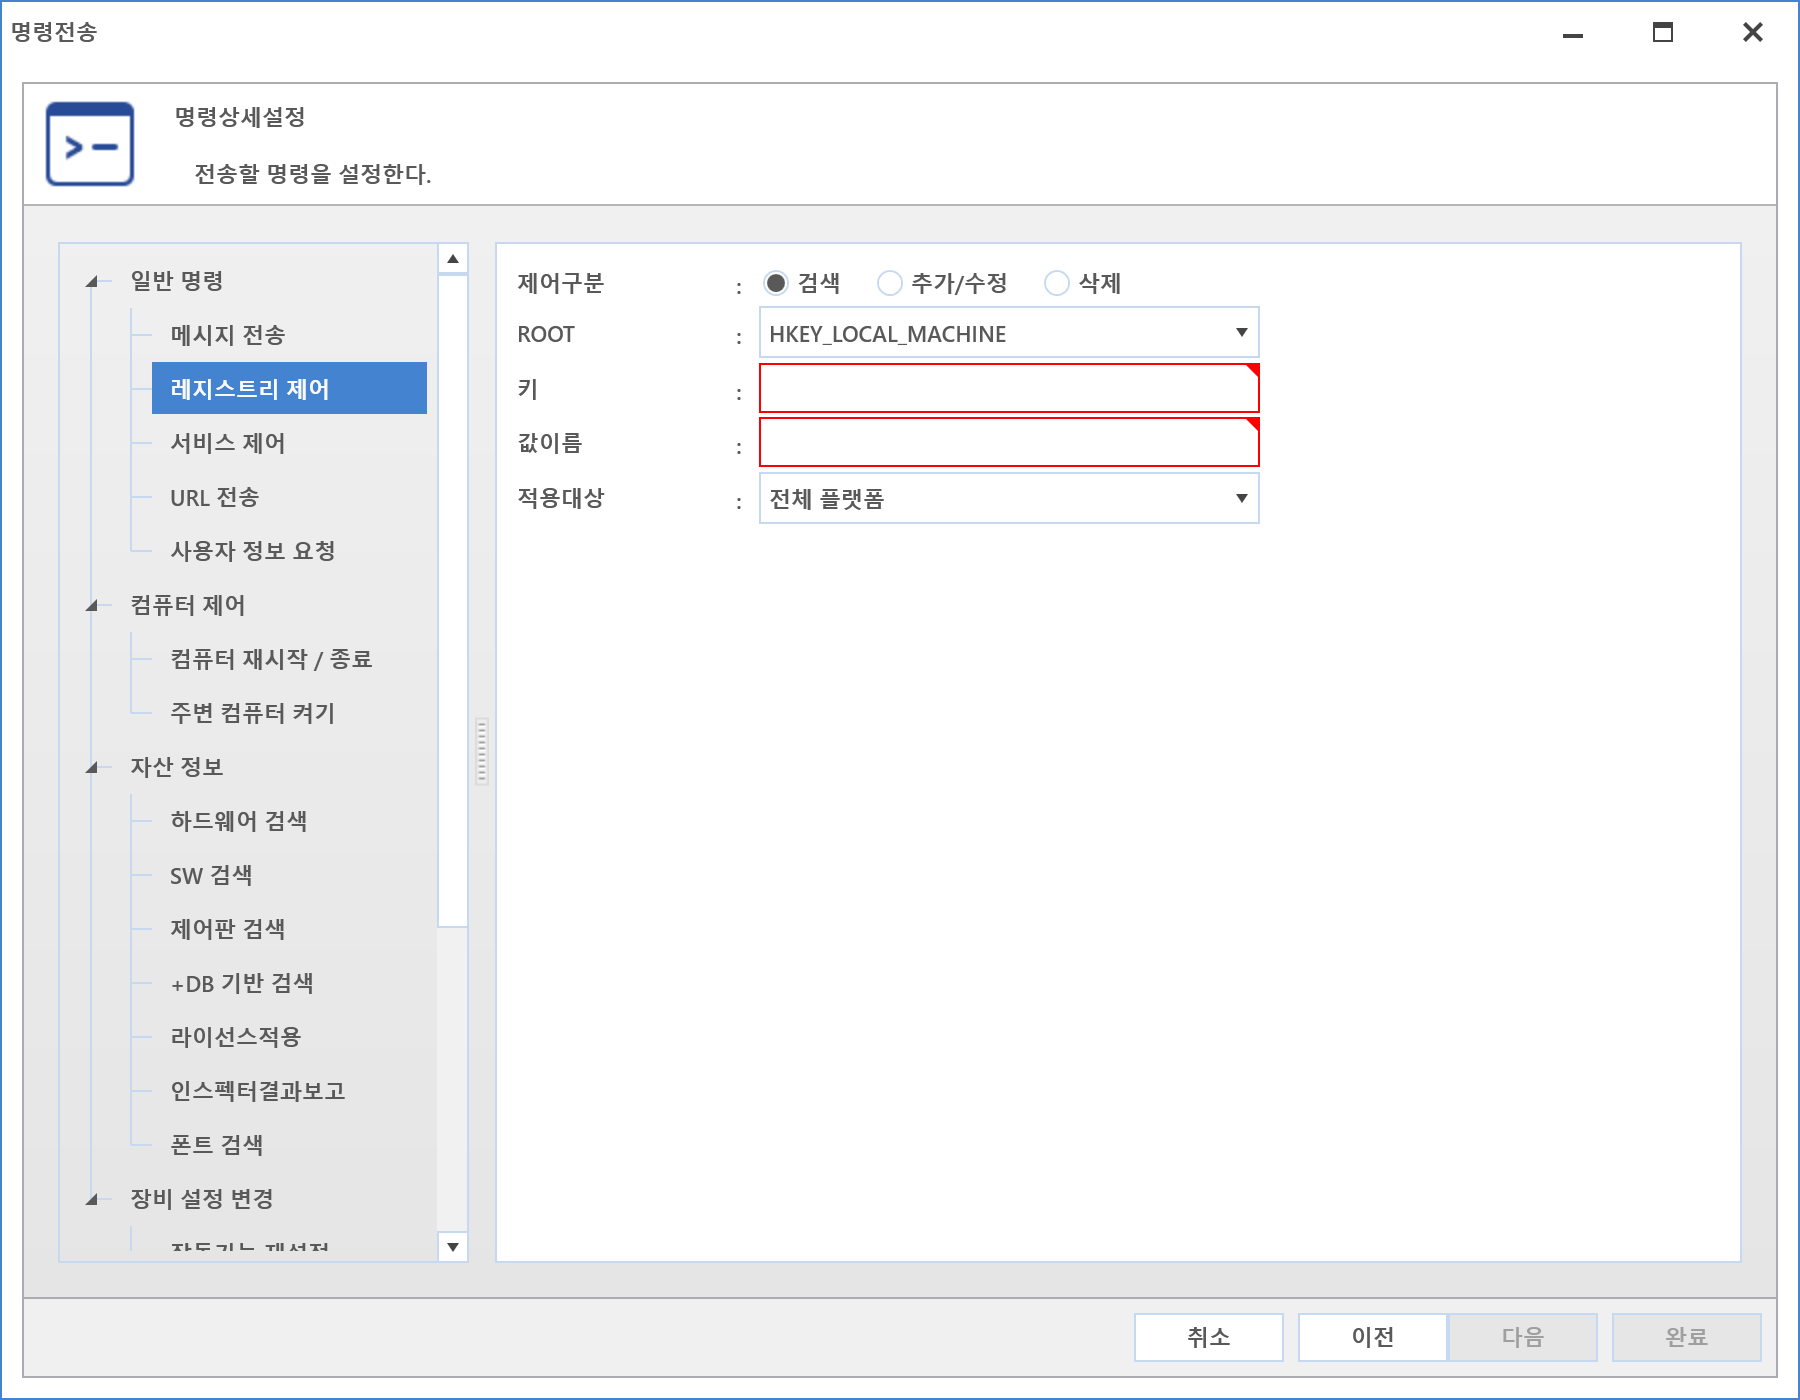 명령전송
명령상세설정
전송할 명령을 설정한다.
일반 명령
메시지 전송
레지스트리 제어
서비스 제어
URL 전송
사용자 정보 요청
컴퓨터 제어
컴퓨터 재시작 / 종료
주변 컴퓨터 켜기
자산 정보
하드웨어 검색
SW 검색
제어판 검색
+DB 기반 검색
라이선스적용
인스펙터결과보고
폰트 검색
장비 설정 변경
제어구분 : 검색 추가/수정 삭제
ROOT : HKEY_LOCAL_MACHINE
키 :
값이름 :
적용대상 : 전체 플랫폼
취소 이전 다음 완료